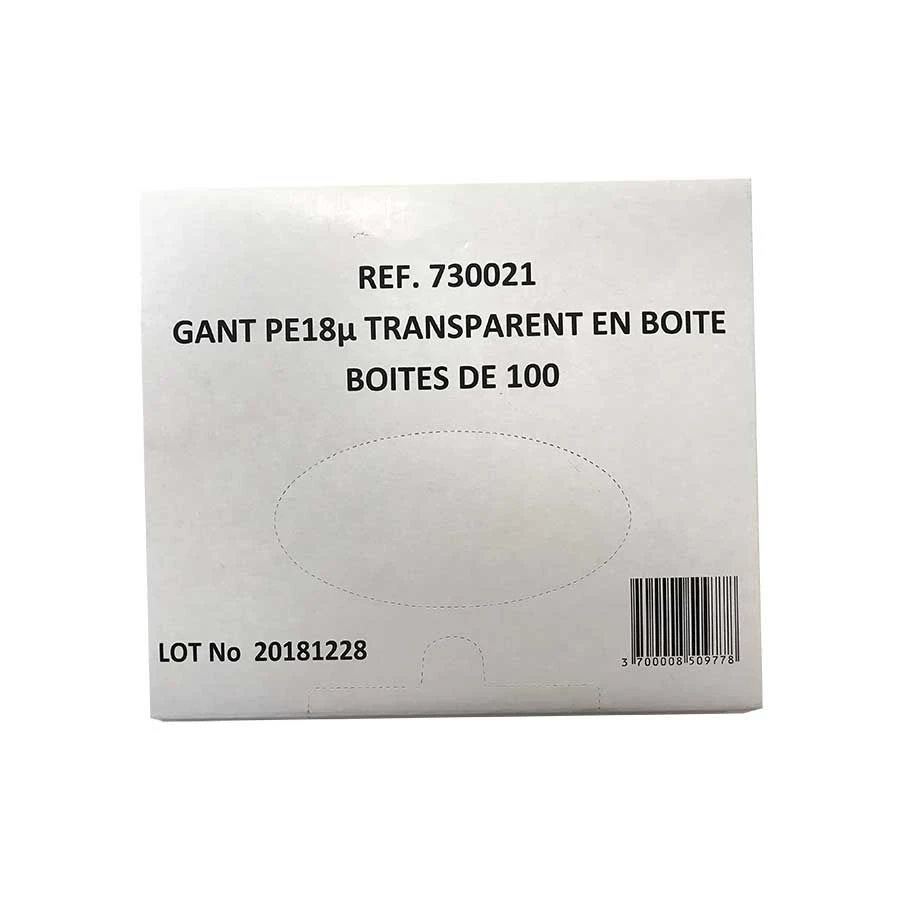 REF. 730021
GANT PE18µ TRANSPARENT EN BOITE
BOITES DE 100
LOT No 20181228
3 700008 509778